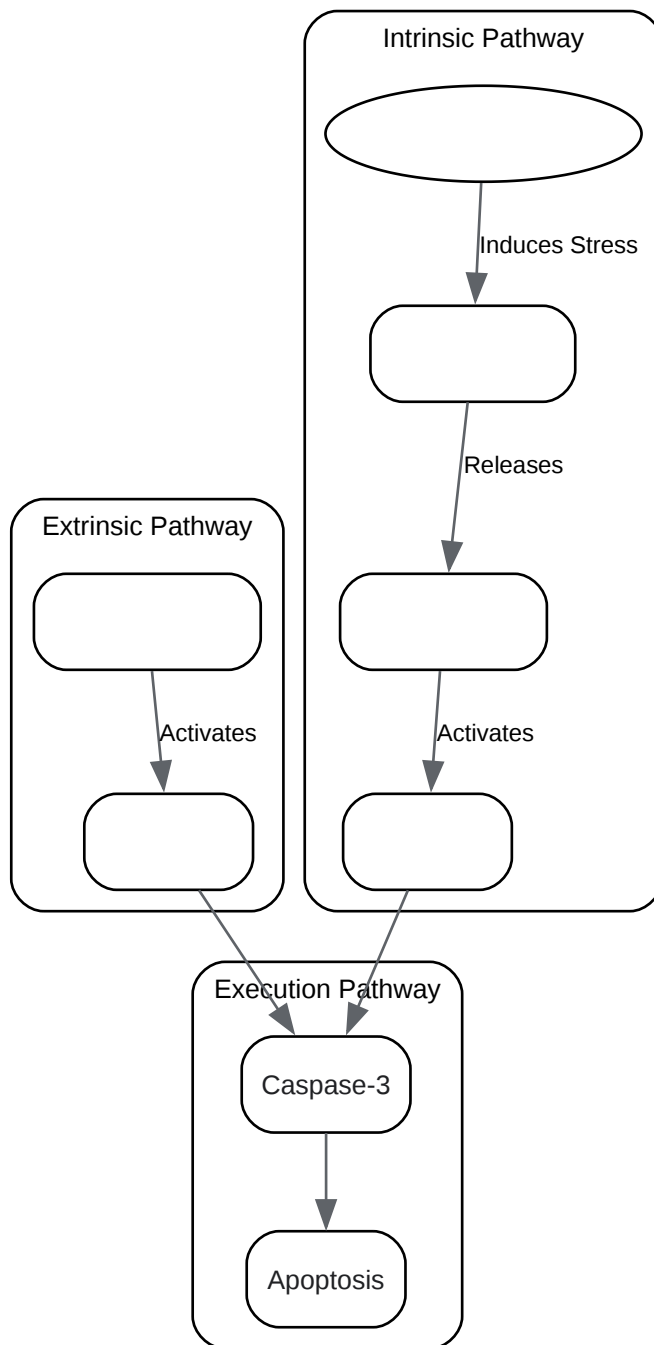 Intrinsic Pathway
Induces Stress
Releases
Extrinsic Pathway
Activates
Activates
Execution Pathway
Caspase-3
Apoptosis